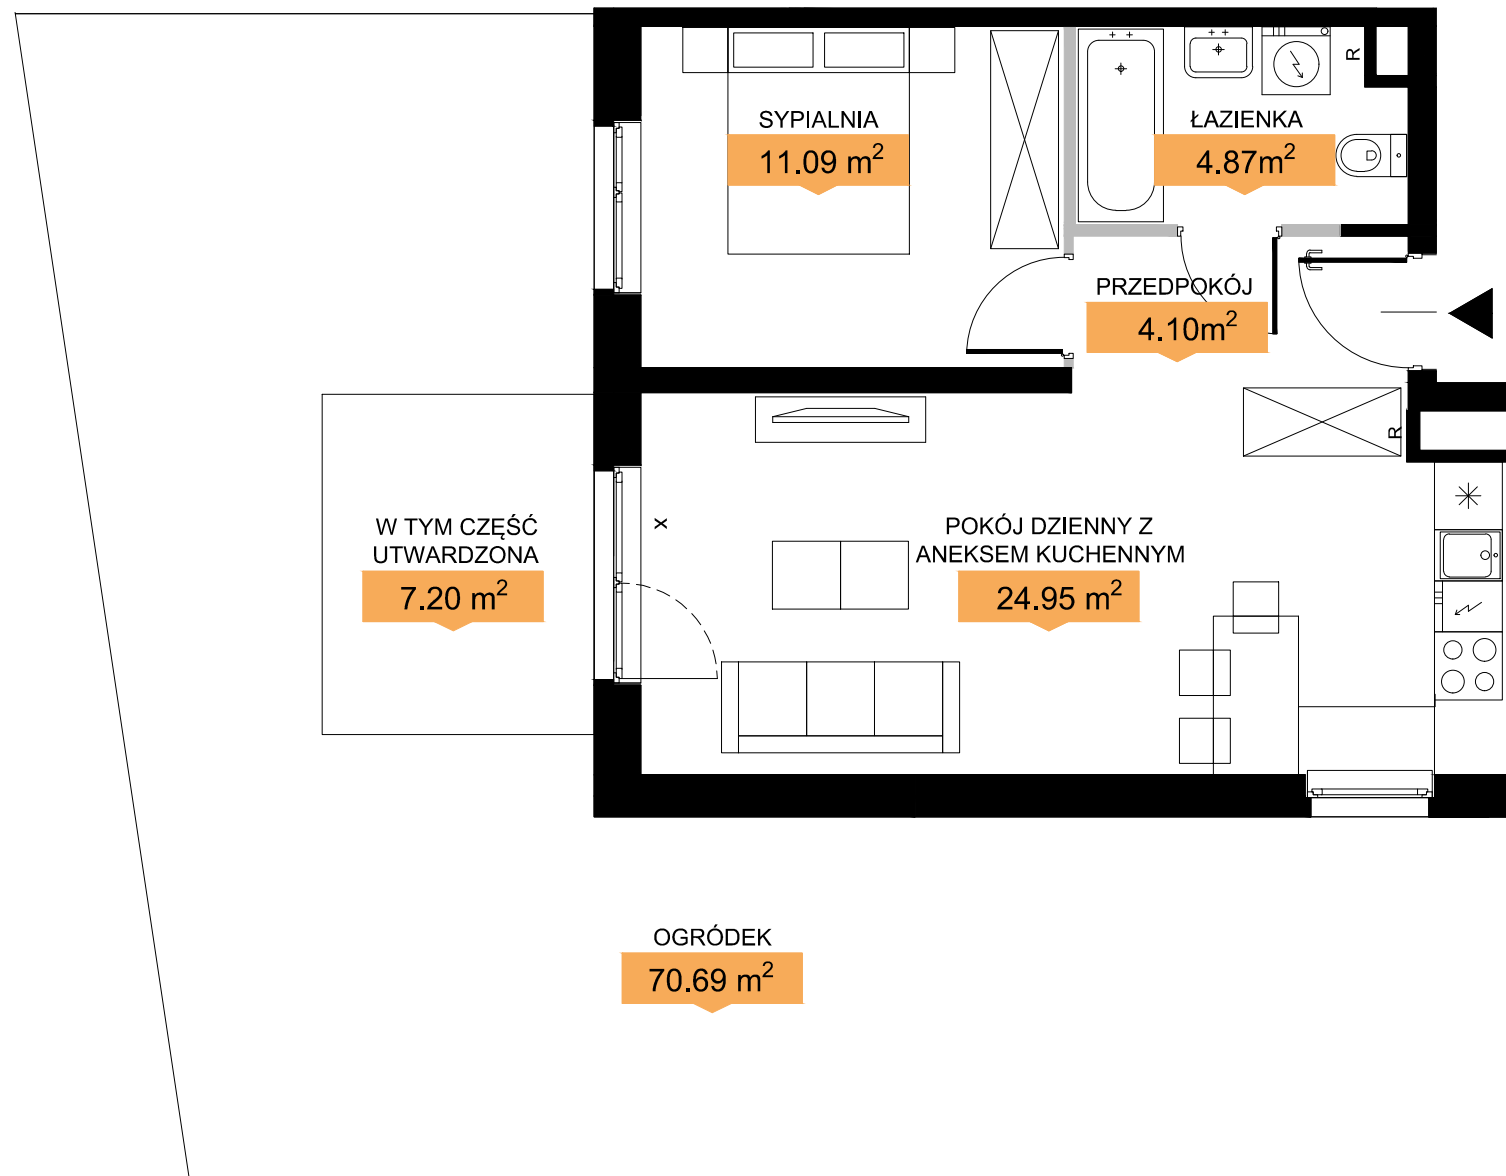 SYPIALNIA
11.09 m²
ŁAZIENKA
4.87m²
R
PRZEDPOKÓJ
4.10m²
R
W TYM CZĘŚĆ
UTWARDZONA
7.20 m²
x
POKÓJ DZIENNY Z
ANEKSEM KUCHENNYM
24.95 m²
OGRÓDEK
70.69 m²